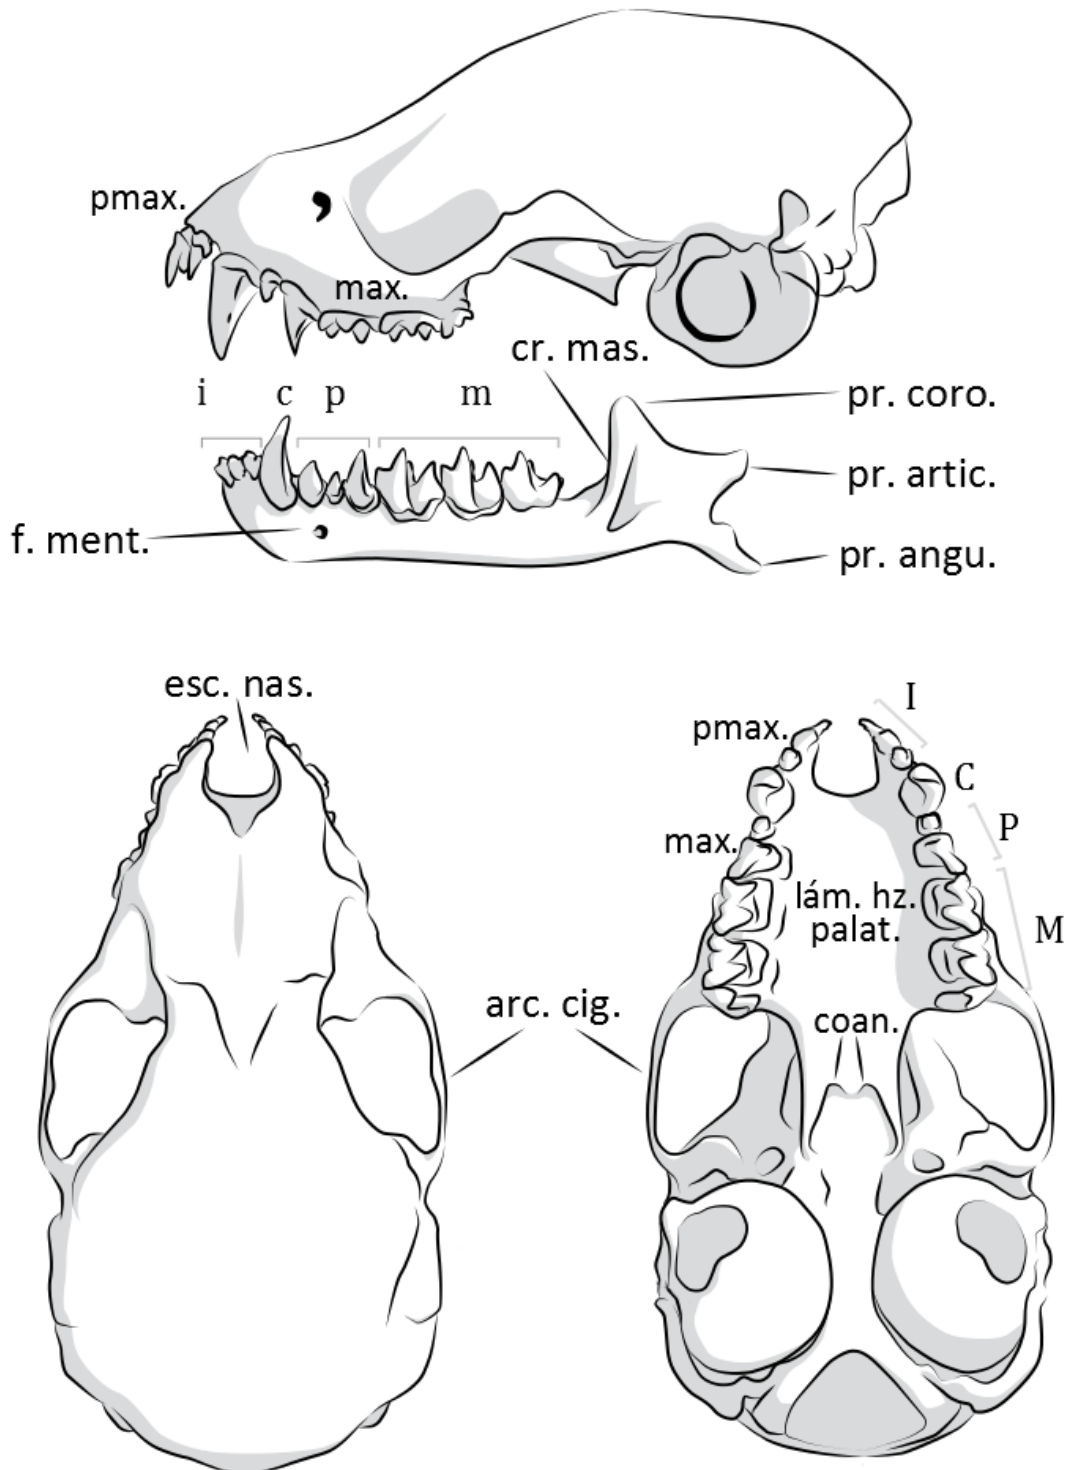 pmax.
max.
cr. mas.
i c p m
pr. coro.
pr. artic.
f. ment.
pr. angu.
esc. nas.
I
pmax.
C
P
max.
lám. hz.
palat.
M
arc. cig.
coan.